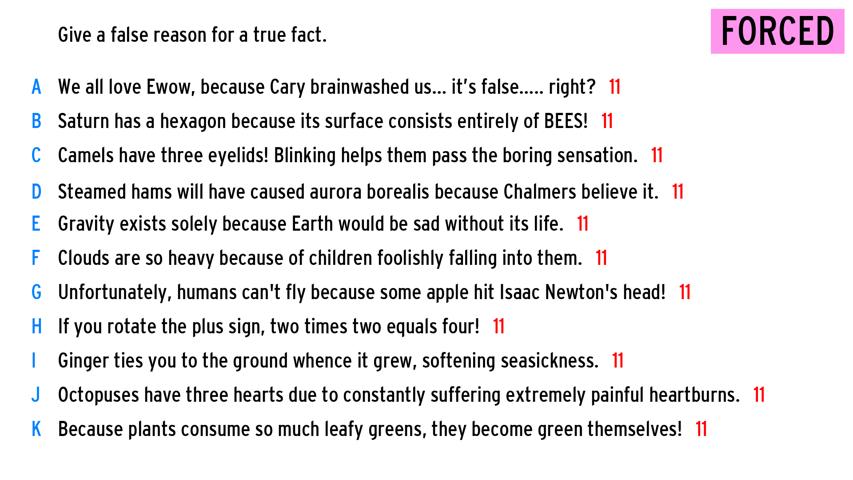 Give a false reason for a true fact.
FORCED
A We all love Ewow, because Cary brainwashed us... it's false..... right? 11
B Saturn has a hexagon because its surface consists entirely of BEES! 11
C Camels have three eyelids! Blinking helps them pass the boring sensation. 11
D Steamed hams will have caused aurora borealis because Chalmers believe it. 11
E Gravity exists solely because Earth would be sad without its life. 11
F Clouds are so heavy because of children foolishly falling into them. 11
G Unfortunately, humans can't fly because some apple hit Isaac Newton's head! 11
H If you rotate the plus sign, two times two equals four! 11
I Ginger ties you to the ground whence it grew, softening seasickness. 11
J Octopuses have three hearts due to constantly suffering extremely painful heartburns. 11
K Because plants consume so much leafy greens, they become green themselves! 11